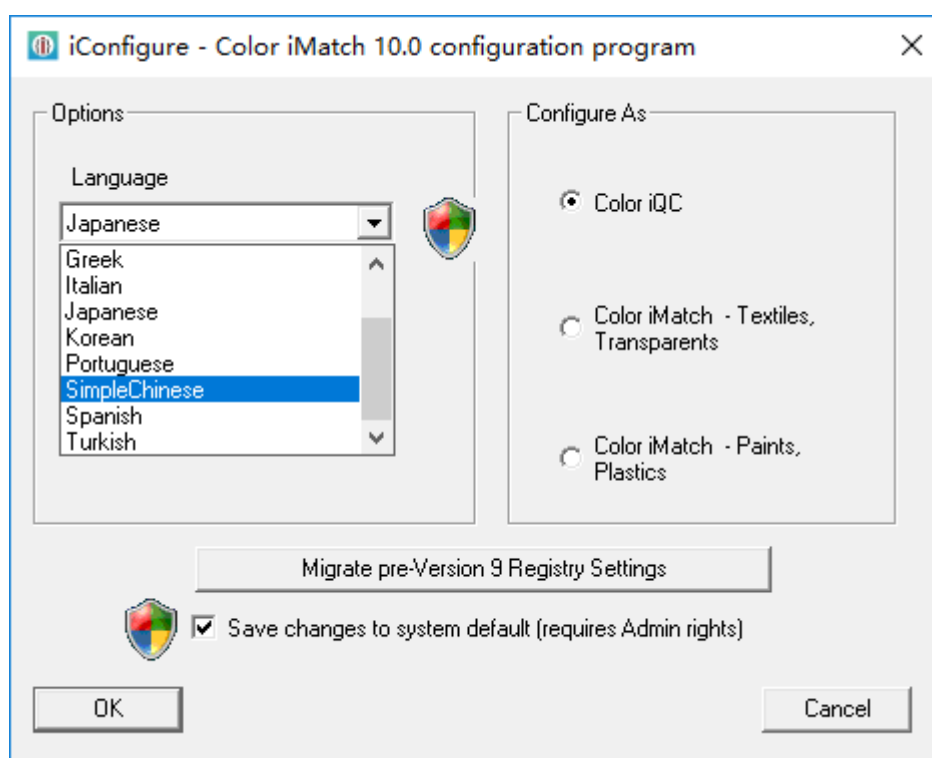 iConfigure - Color iMatch 10.0 configuration program
Options
Language
Japanese
Greek
Italian
Japanese
Korean
Portuguese
SimpleChinese
Spanish
Turkish
Configure As
Color iQC
Color iMatch - Textiles,
Transparents
Color iMatch - Paints,
Plastics
Migrate pre-Version 9 Registry Settings
Save changes to system default (requires Admin rights)
OK
Cancel